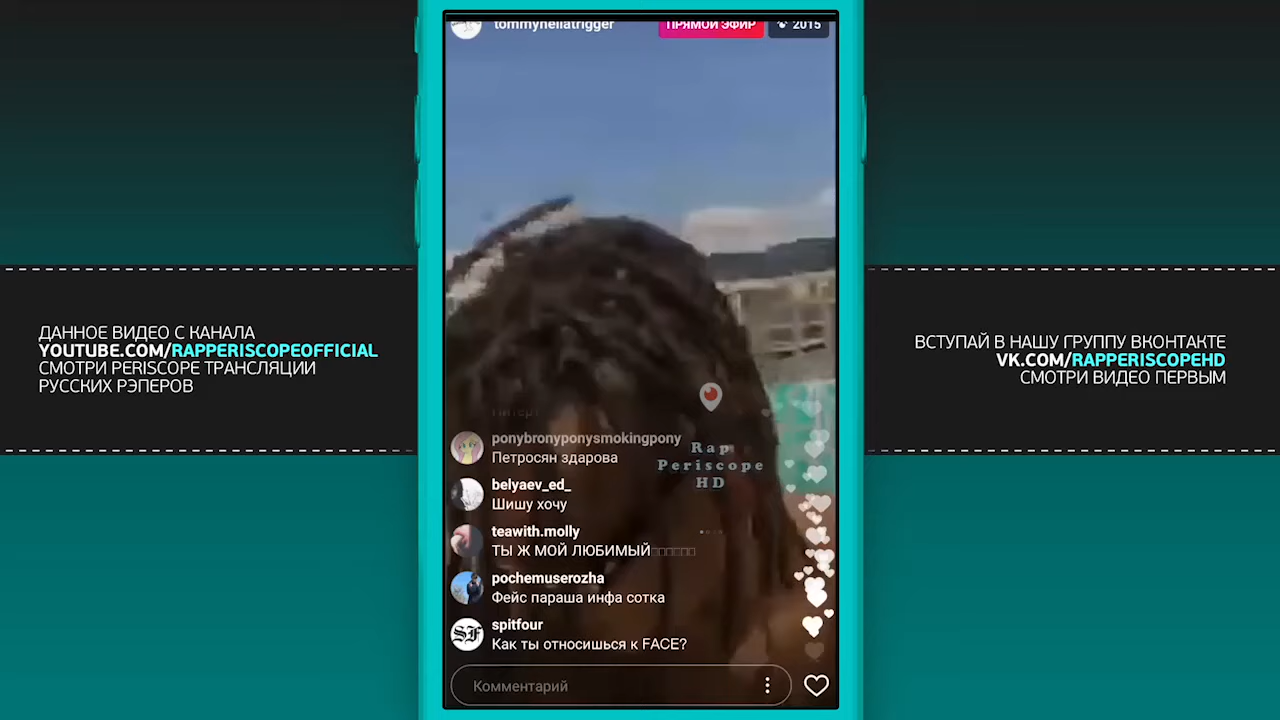 tommyhellatrigger
ПРЯМОЙ ЭФИР
2015
ДАННОЕ ВИДЕО С КАНАЛА
YOUTUBE.COM/RAPPERISCOPEOFFICIAL
СМОТРИ PERISCOPE ТРАНСЛЯЦИИ
РУССКИХ РЭПЕРОВ
ВСТУПАЙ В НАШУ ГРУППУ ВКОНТАКТЕ
VK.COM/RAPPERISCOPEHD
СМОТРИ ВИДЕО ПЕРВЫМ
Rap
Periscope
HD
ponybronyponysmokingpony
Петросян здарова
belyaev_ed_
Шишу хочу
teawith.molly
ТЫ Ж МОЙ ЛЮБИМЫЙ
pochemuserozha
Фейс параша инфа сотка
SF
spitfour
Как ты относишься к FACE?
Комментарий